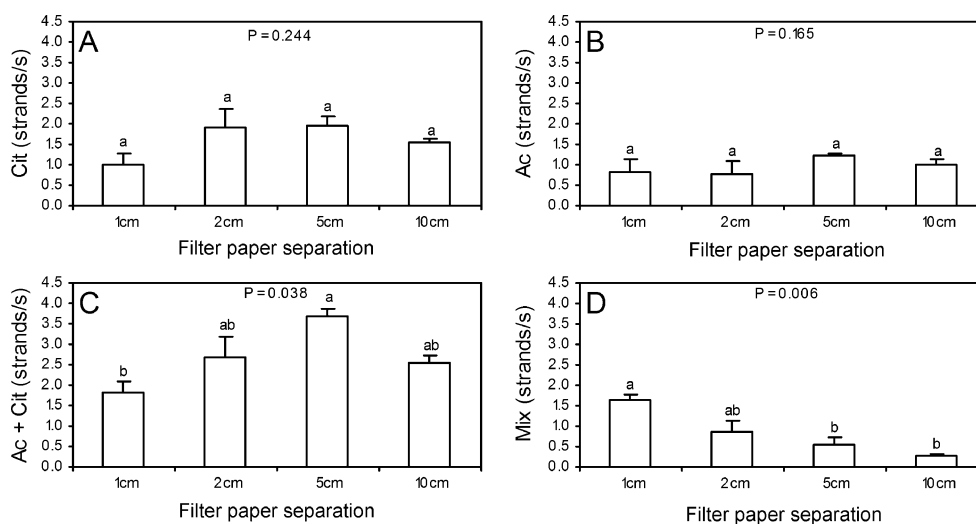 A
P = 0.244
Cit (strands/s)
4.5
4.0
3.5
3.0
2.5
2.0
1.5
1.0
0.5
0.0
a
a
a
a
1cm
2cm
5cm
10cm
Filter paper separation
B
P = 0.165
Ac (strands/s)
4.5
4.0
3.5
3.0
2.5
2.0
1.5
1.0
0.5
0.0
a
a
a
a
1cm
2cm
5cm
10cm
Filter paper separation
C
P = 0.038
Ac + Cit (strands/s)
4.5
4.0
3.5
3.0
2.5
2.0
1.5
1.0
0.5
0.0
b
ab
a
ab
1cm
2cm
5cm
10cm
Filter paper separation
D
P = 0.006
Mix (strands/s)
4.5
4.0
3.5
3.0
2.5
2.0
1.5
1.0
0.5
0.0
a
ab
b
b
1cm
2cm
5cm
10cm
Filter paper separation